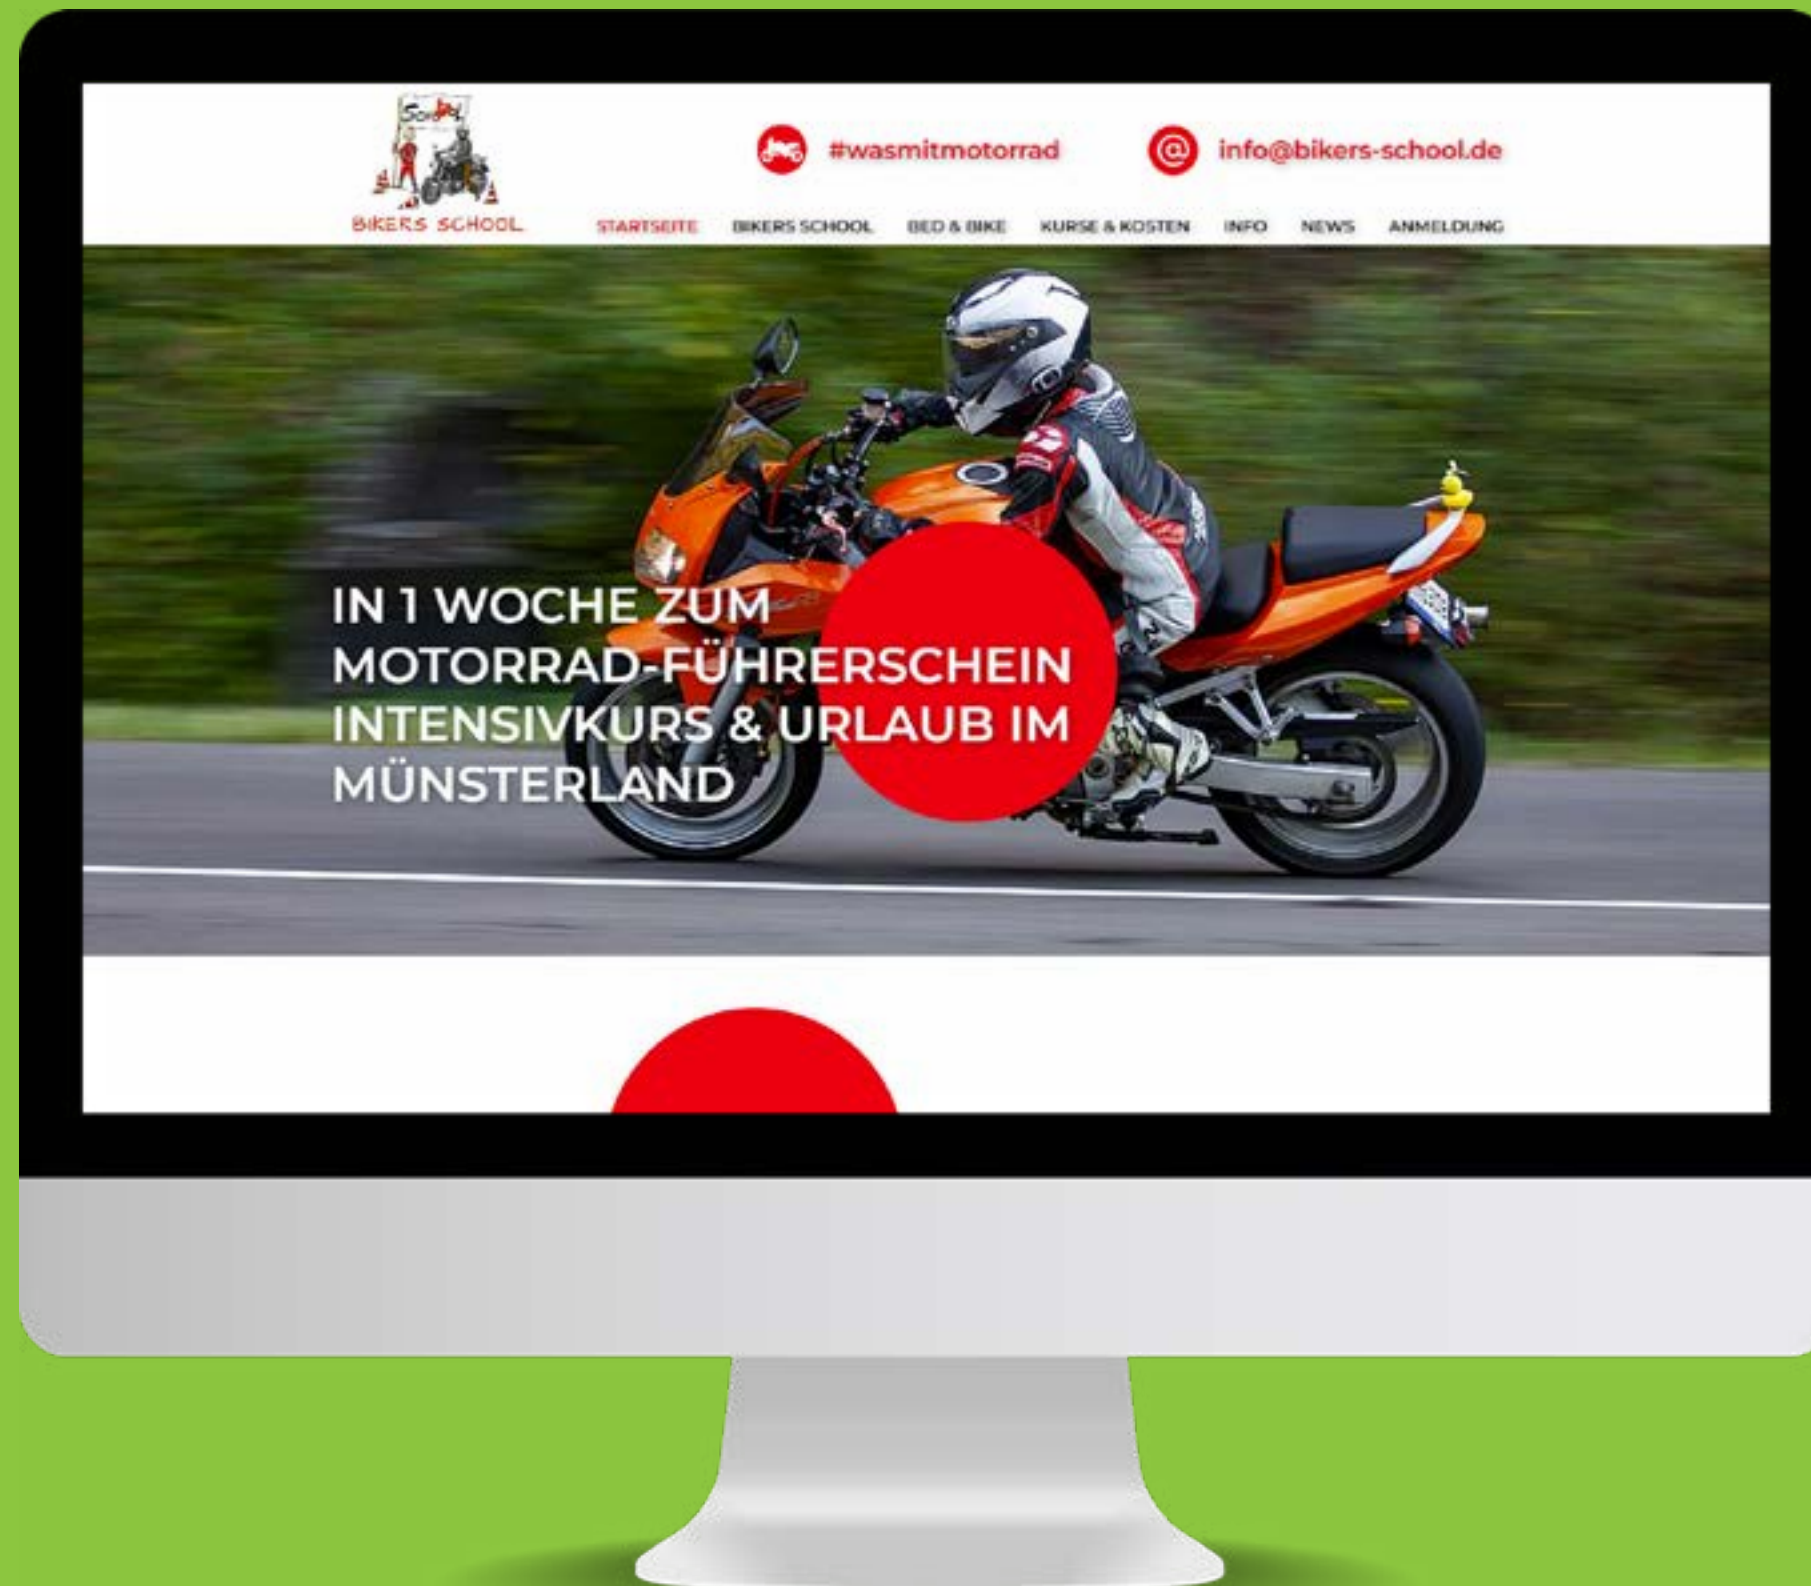 School
BIKERS SCHOOL
#wasmitmotorrad
info@bikers-school.de
STARTSEITE BIKERS SCHOOL BED & BIKE KURSE & KOSTEN INFO NEWS ANMELDUNG
IN 1 WOCHE ZUM
MOTORRAD-FÜHRERSCHEIN
INTENSIVKURS & URLAUB IM
MÜNSTERLAND